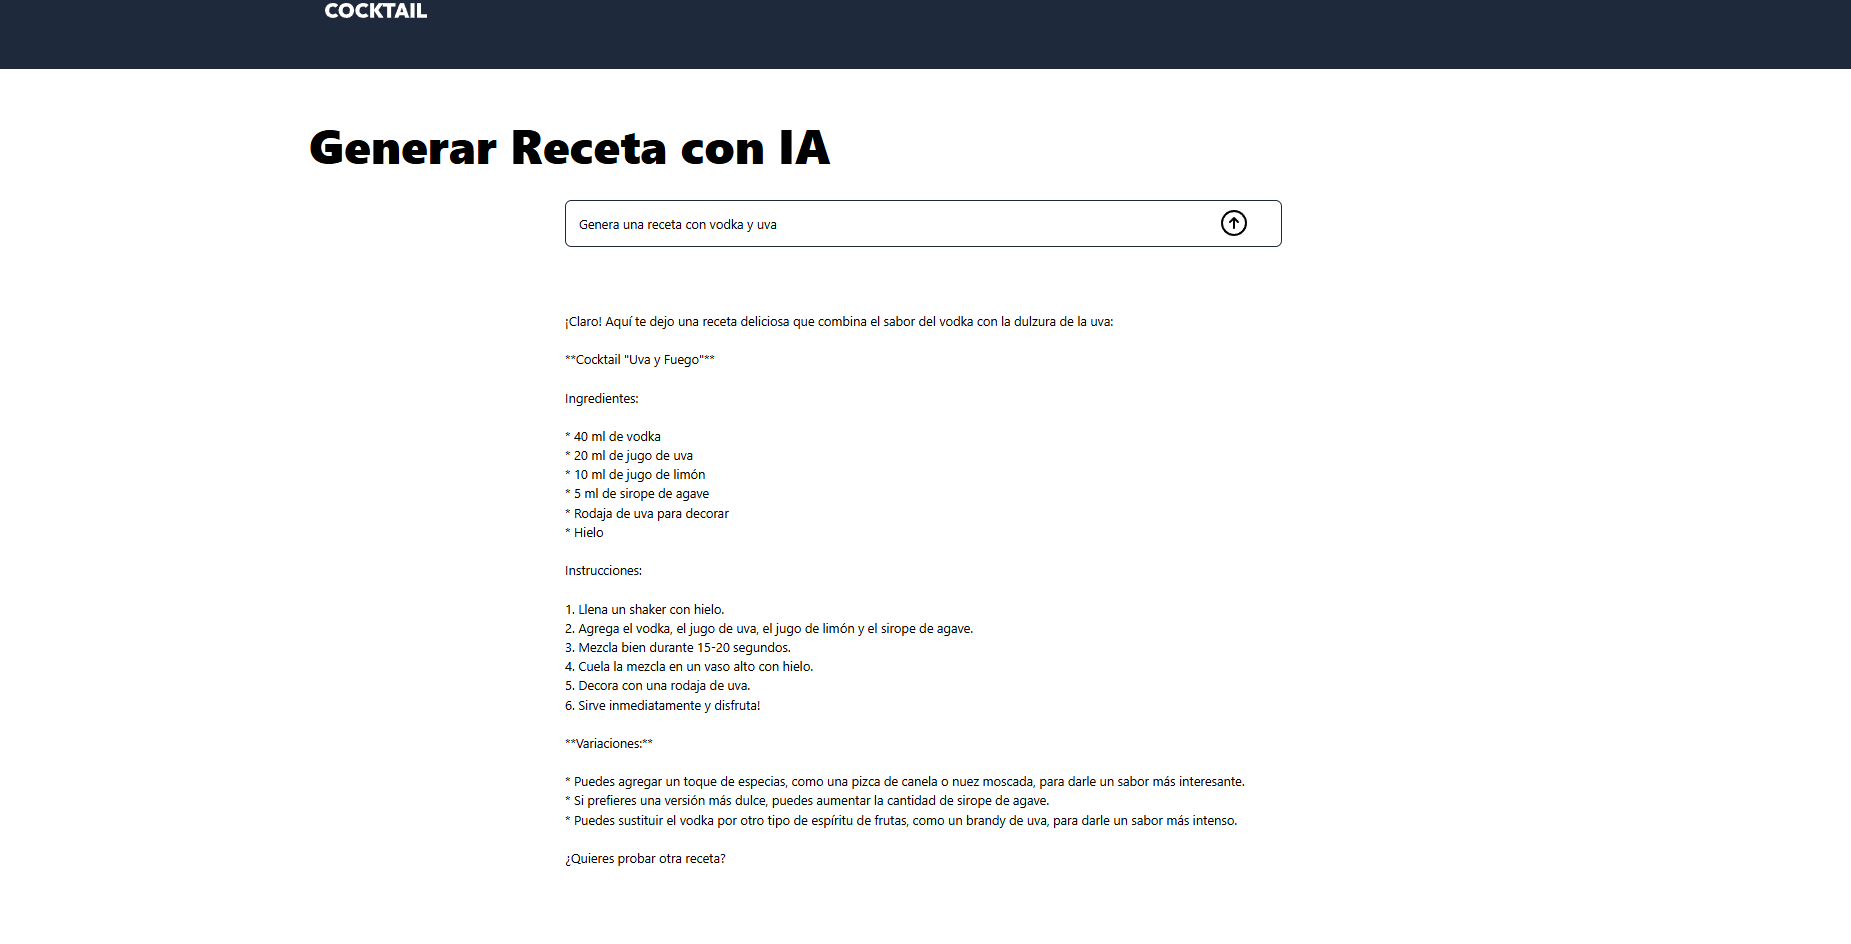 COCKTAIL
Generar Receta con IA
Genera una receta con vodka y uva
¡Claro! Aquí te dejo una receta deliciosa que combina el sabor del vodka con la dulzura de la uva:
**Cocktail "Uva y Fuego"**
Ingredientes:
* 40 ml de vodka
* 20 ml de jugo de uva
* 10 ml de jugo de limón
* 5 ml de sirope de agave
* Rodaja de uva para decorar
* Hielo
Instrucciones:
1. Llena un shaker con hielo.
2. Agrega el vodka, el jugo de uva, el jugo de limón y el sirope de agave.
3. Mezcla bien durante 15-20 segundos.
4. Cuela la mezcla en un vaso alto con hielo.
5. Decora con una rodaja de uva.
6. Sirve inmediatamente y disfruta!
**Variaciones:**
* Puedes agregar un toque de especias, como una pizca de canela o nuez moscada, para darle un sabor más interesante.
* Si prefieres una versión más dulce, puedes aumentar la cantidad de sirope de agave.
* Puedes sustituir el vodka por otro tipo de espíritu de frutas, como un brandy de uva, para darle un sabor más intenso.
¿Quieres probar otra receta?